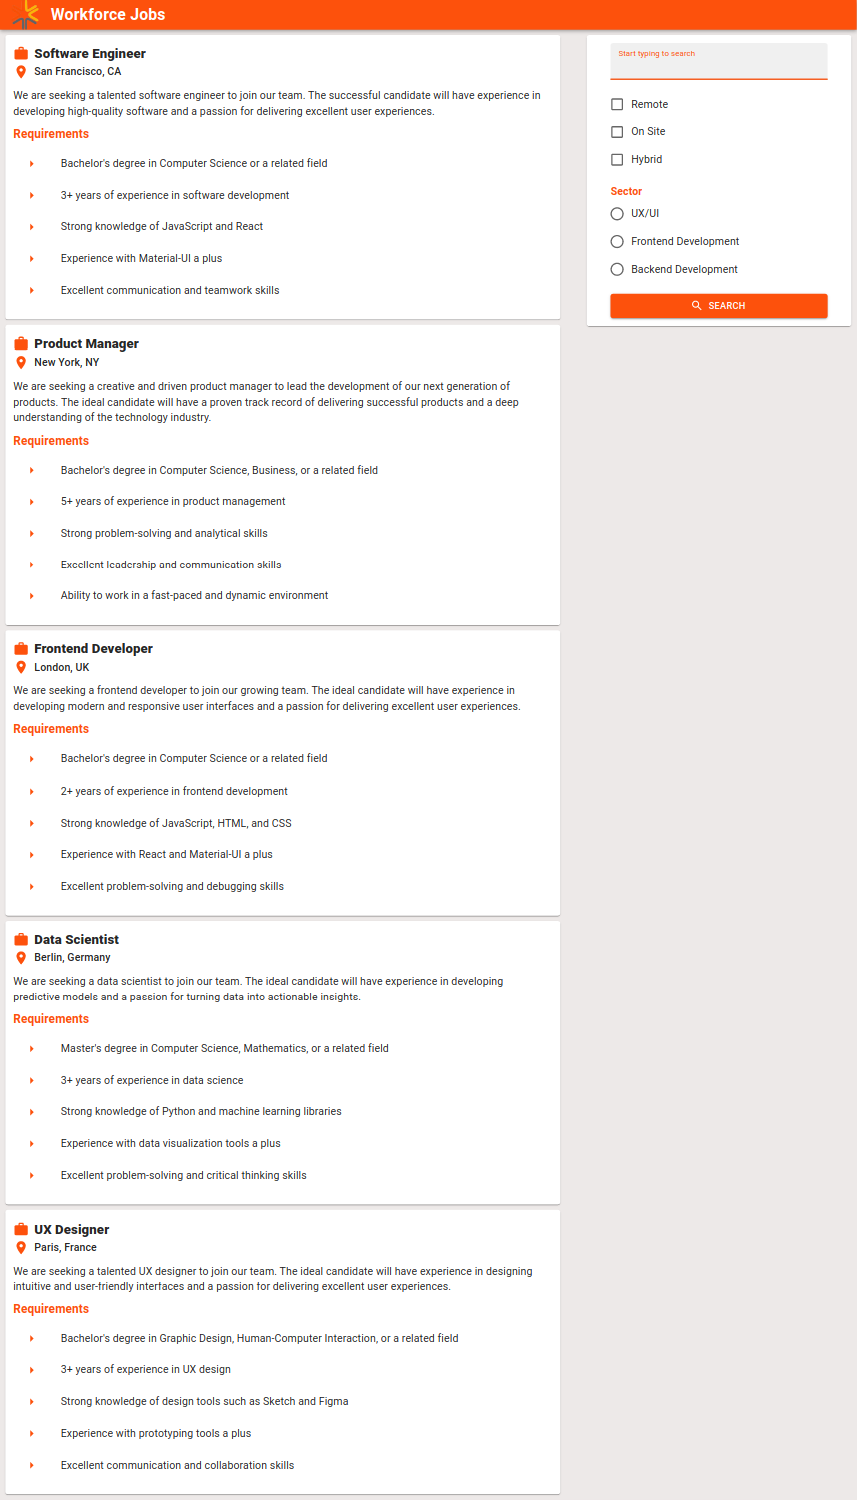 Workforce Jobs
Software Engineer
San Francisco, CA
We are seeking a talented software engineer to join our team. The successful candidate will have experience in
developing high-quality software and a passion for delivering excellent user experiences.
Requirements
Bachelor's degree in Computer Science or a related field
3+ years of experience in software development
Strong knowledge of JavaScript and React
Experience with Material-UI a plus
Excellent communication and teamwork skills
Product Manager
New York, NY
We are seeking a creative and driven product manager to lead the development of our next generation of
products. The ideal candidate will have a proven track record of delivering successful products and a deep
understanding of the technology industry.
Requirements
Bachelor's degree in Computer Science, Business, or a related field
5+ years of experience in product management
Strong problem-solving and analytical skills
Excellent leadership and communication skills
Ability to work in a fast-paced and dynamic environment
Frontend Developer
London, UK
We are seeking a frontend developer to join our growing team. The ideal candidate will have experience in
developing modern and responsive user interfaces and a passion for delivering excellent user experiences.
Requirements
Bachelor's degree in Computer Science or a related field
2+ years of experience in frontend development
Strong knowledge of JavaScript, HTML, and CSS
Experience with React and Material-UI a plus
Excellent problem-solving and debugging skills
Data Scientist
Berlin, Germany
We are seeking a data scientist to join our team. The ideal candidate will have experience in developing
predictive models and a passion for turning data into actionable insights.
Requirements
Master's degree in Computer Science, Mathematics, or a related field
3+ years of experience in data science
Strong knowledge of Python and machine learning libraries
Experience with data visualization tools a plus
Excellent problem-solving and critical thinking skills
UX Designer
Paris, France
We are seeking a talented UX designer to join our team. The ideal candidate will have experience in designing
intuitive and user-friendly interfaces and a passion for delivering excellent user experiences.
Requirements
Bachelor's degree in Graphic Design, Human-Computer Interaction, or a related field
3+ years of experience in UX design
Strong knowledge of design tools such as Sketch and Figma
Experience with prototyping tools a plus
Excellent communication and collaboration skills
Start typing to search
Remote
On Site
Hybrid
Sector
UX/UI
Frontend Development
Backend Development
SEARCH